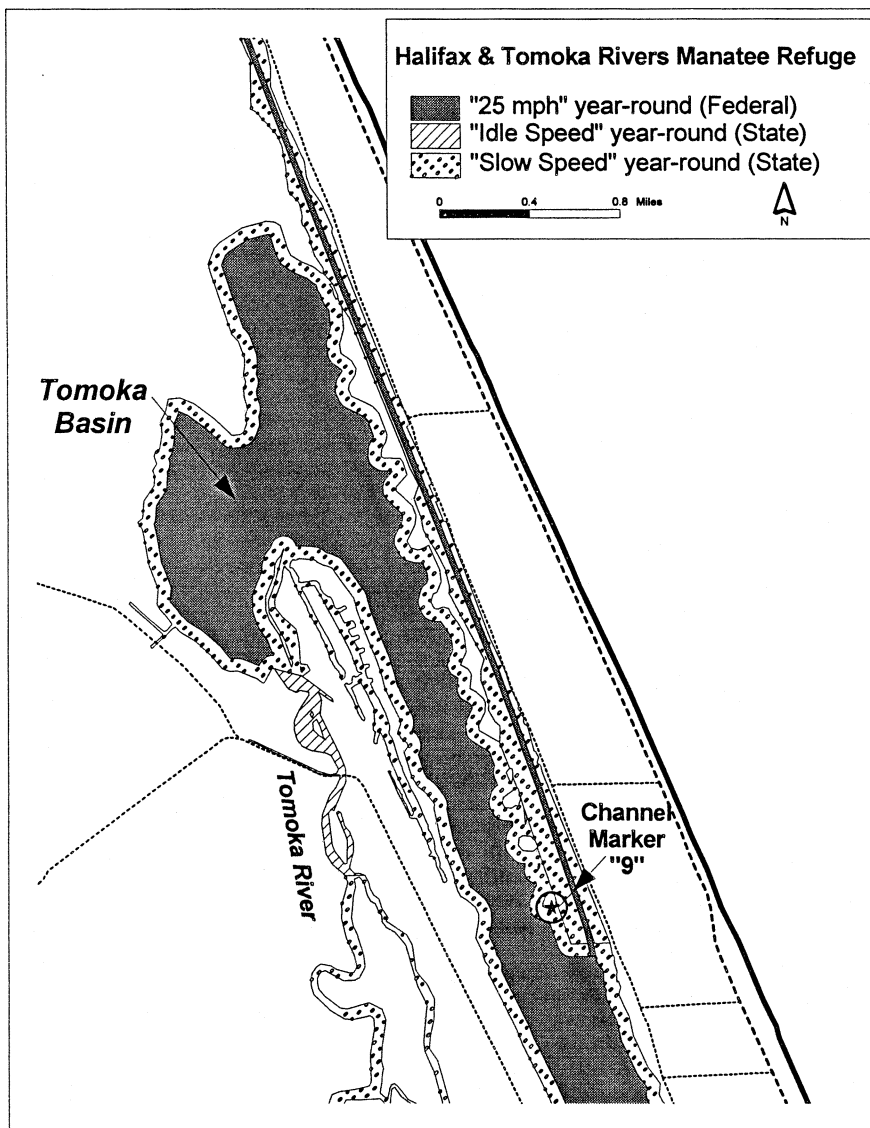 Halifax & Tomoka Rivers Manatee Refuge
"25 mph" year-round (Federal)
"Idle Speed" year-round (State)
"Slow Speed" year-round (State)
0 0.4 0.8 Miles
N
Tomoka
Basin
Tomoka River
Channel
Marker
"9"